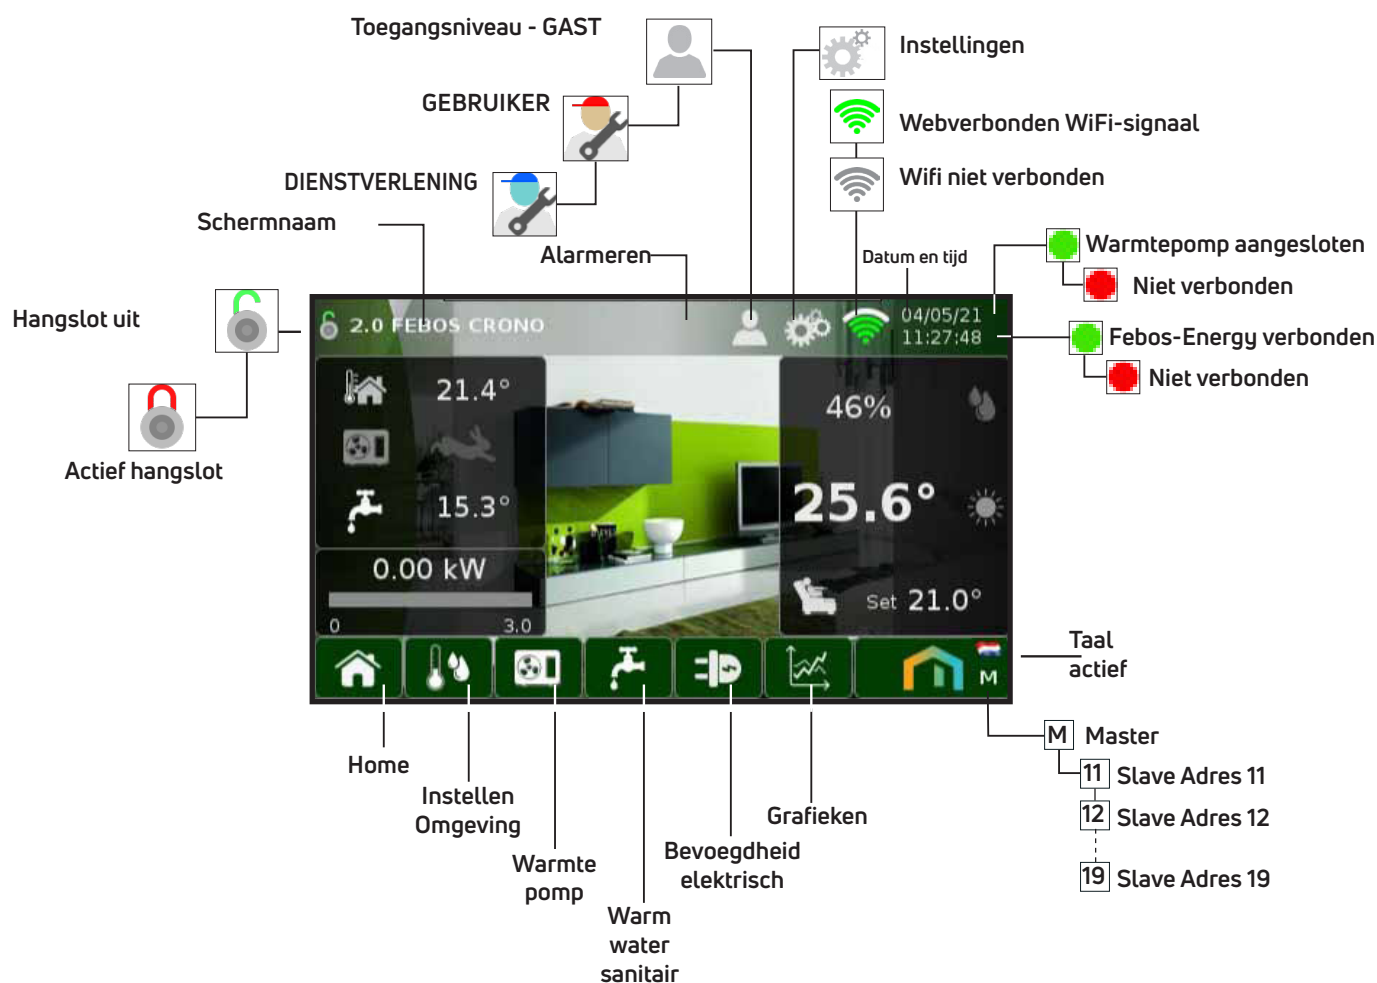 Toegangsniveau - GAST
Instellingen
GEBRUIKER
Webverbonden WiFi-signaal
DIENSTVERLENING
Wifi niet verbonden
Schermnaam
Alarmeren
Datum en tijd
Warmtepomp aangesloten
Niet verbonden
Hangslot uit
2.0 FEBOS CRONO
04/05/21
11:27:48
Febos-Energy verbonden
Niet verbonden
Actief hangslot
21.4°
15.3°
0.00 kW
0
3.0
46%
25.6°
Set 21.0°
M
Taal
actief
Home
Instellen
Omgeving
Warmte
pomp
Warm
water
sanitair
Bevoegdheid
elektrisch
Grafieken
M Master
11 Slave Adres 11
12 Slave Adres 12
19 Slave Adres 19